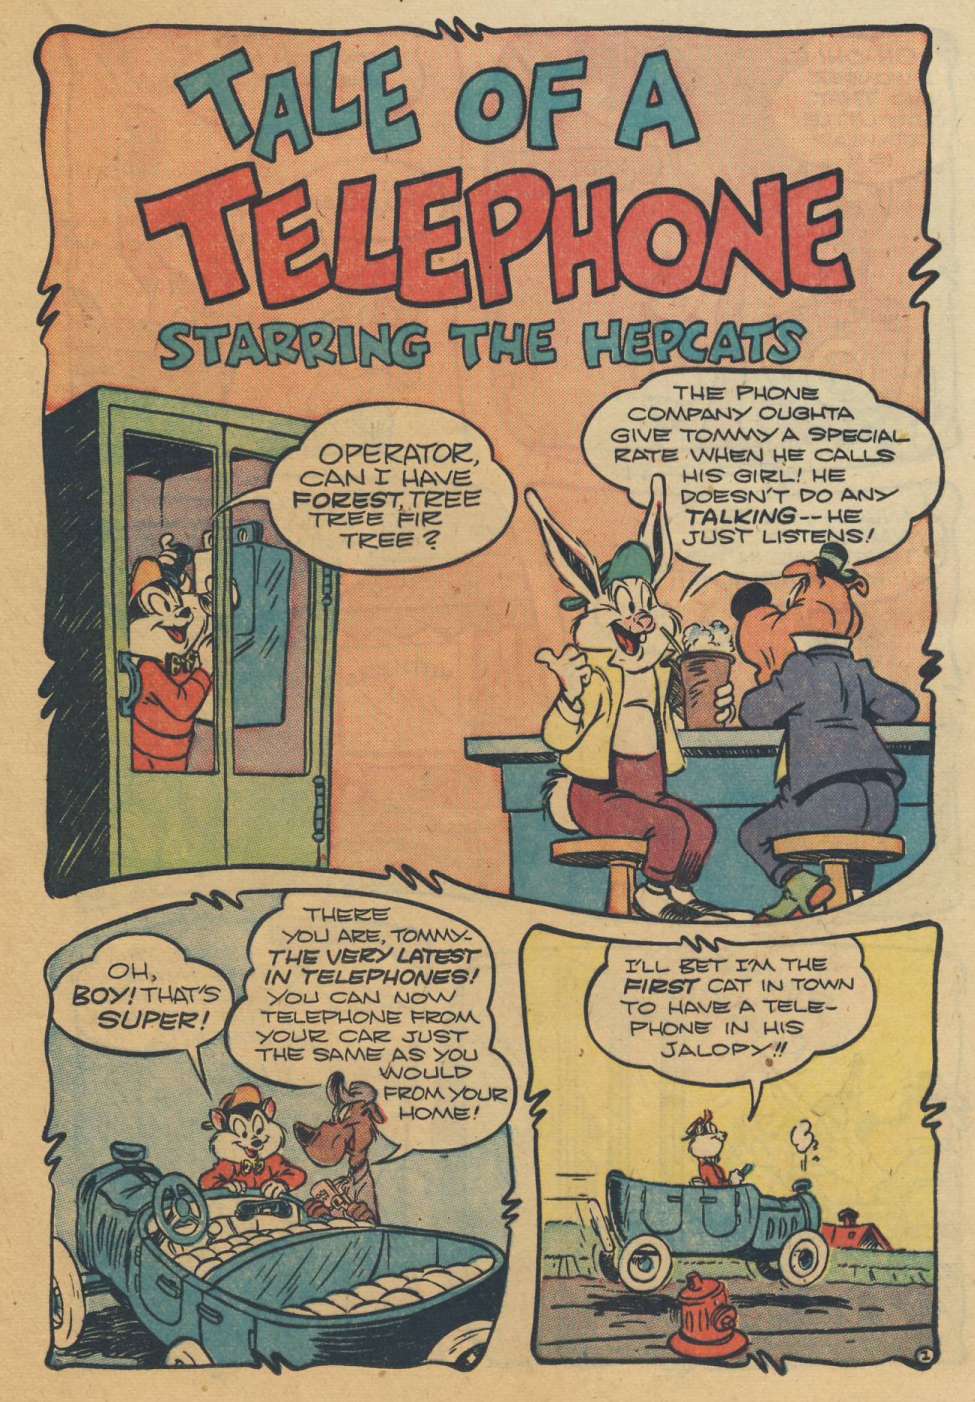 TALE OF A
TELEPHONE
STARRING THE HEPCATS
OPERATOR,
CAN I HAVE
FOREST, TREE
TREE FIR
TREE?
THE PHONE
COMPANY OUGHTA
GIVE TOMMY A SPECIAL
RATE WHEN HE CALLS
HIS GIRL! HE
DOESN'T DO ANY
TALKING--HE
JUST LISTENS!
OH,
BOY! THAT'S
SUPER!
THERE
YOU ARE, TOMMY-
THE VERY LATEST
IN TELEPHONES!
YOU CAN NOW
TELEPHONE FROM
YOUR CAR JUST
THE SAME AS YOU
WOULD
FROM YOUR
HOME!
I'LL BET I'M THE
FIRST CAT IN TOWN
TO HAVE A TELE-
PHONE IN HIS
JALOPY!!